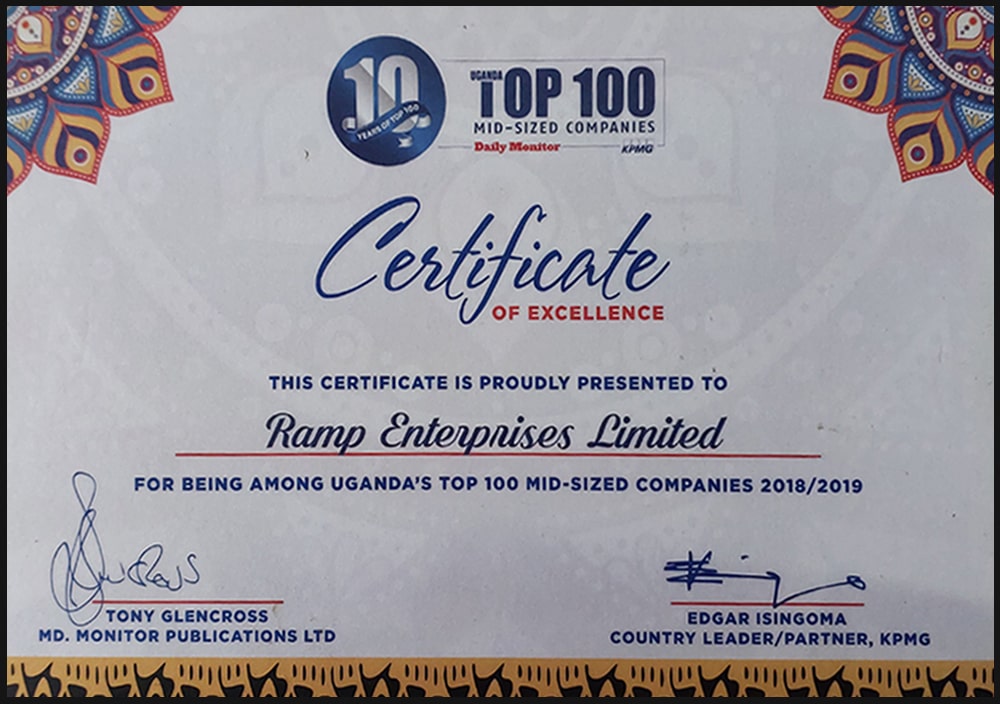 10
YEARS OF TOP 100
UGANDA
TOP 100
MID-SIZED COMPANIES
Daily Monitor KPMG
Certificate
OF EXCELLENCE
THIS CERTIFICATE IS PROUDLY PRESENTED TO
Ramp Enterprises Limited
FOR BEING AMONG UGANDA'S TOP 100 MID-SIZED COMPANIES 2018/2019
TONY GLENCROSS
MD. MONITOR PUBLICATIONS LTD
EDGAR ISINGOMA
COUNTRY LEADER/PARTNER, KPMG